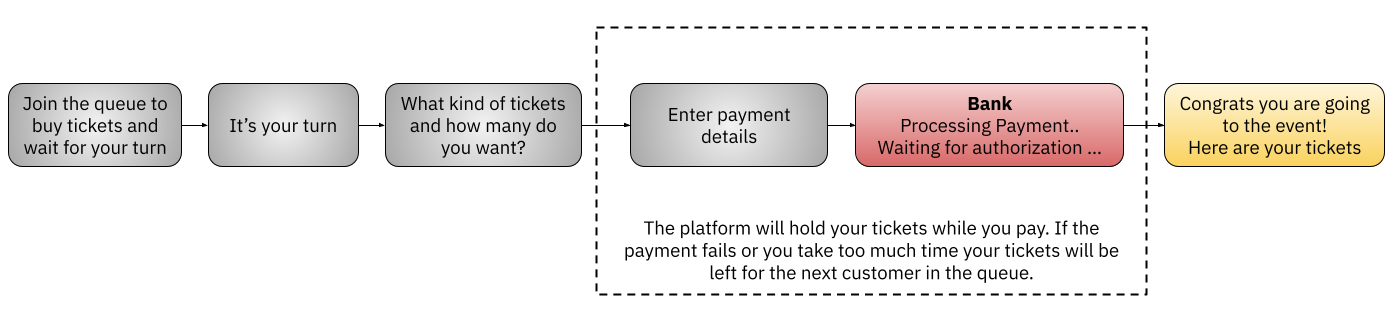 Join the queue to
buy tickets and
wait for your turn
It’s your turn
What kind of tickets
and how many do
you want?
Enter payment
details
Bank
Processing Payment..
Waiting for authorization ...
Congrats you are going
to the event!
Here are your tickets
The platform will hold your tickets while you pay. If the
payment fails or you take too much time your tickets will be
left for the next customer in the queue.